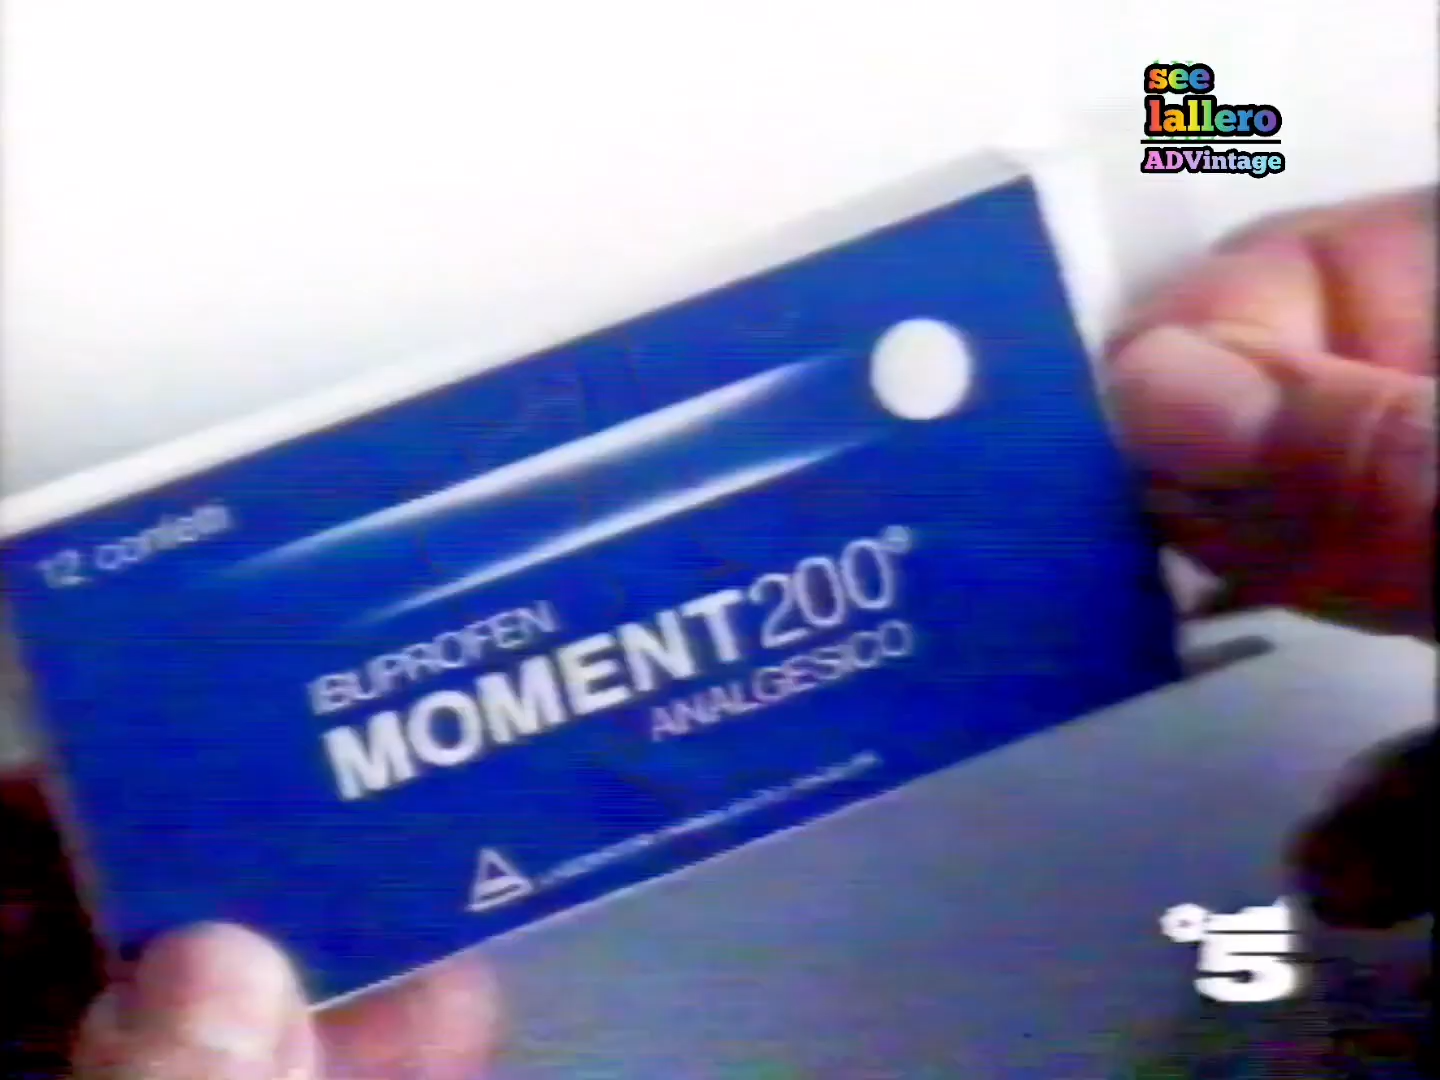 see
lallero
ADVintage
12 confetti
IBUPROFEN
MOMENT200®
ANALGESICO
5